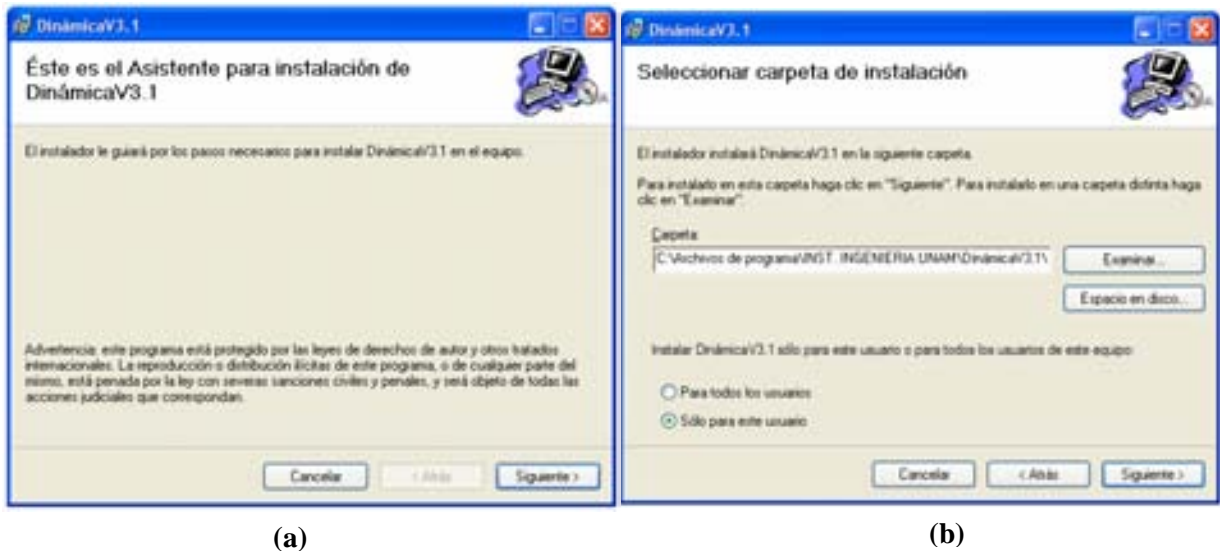 DinámicaV3.1
Éste es el Asistente para instalación de
DinámicaV3.1
El instalador le guiará por los pasos necesarios para instalar DinámicaV3.1 en el equipo.
Advertencia: este programa está protegido por las leyes de derechos de autor y otros tratados
internacionales. La reproducción o distribución ilícitas de este programa, o de cualquier parte del
mismo, está penada por la ley con severas sanciones civiles y penales, y será objeto de todas las
acciones judiciales que correspondan.
Cancelar
< Atrás
Siguiente >
(a)
DinámicaV3.1
Seleccionar carpeta de instalación
El instalador instalará DinámicaV3.1 en la siguiente carpeta.
Para instalarlo en esta carpeta haga clic en "Siguiente". Para instalarlo en una carpeta distinta haga
clic en "Examinar".
Carpeta:
C:\Archivos de programa\INST. INGENIERIA UNAM\DinámicaV3.1\
Examinar...
Espacio en disco...
Instalar DinámicaV3.1 sólo para este usuario o para todos los usuarios de este equipo:
Para todos los usuarios
Sólo para este usuario
Cancelar
< Atrás
Siguiente >
(b)